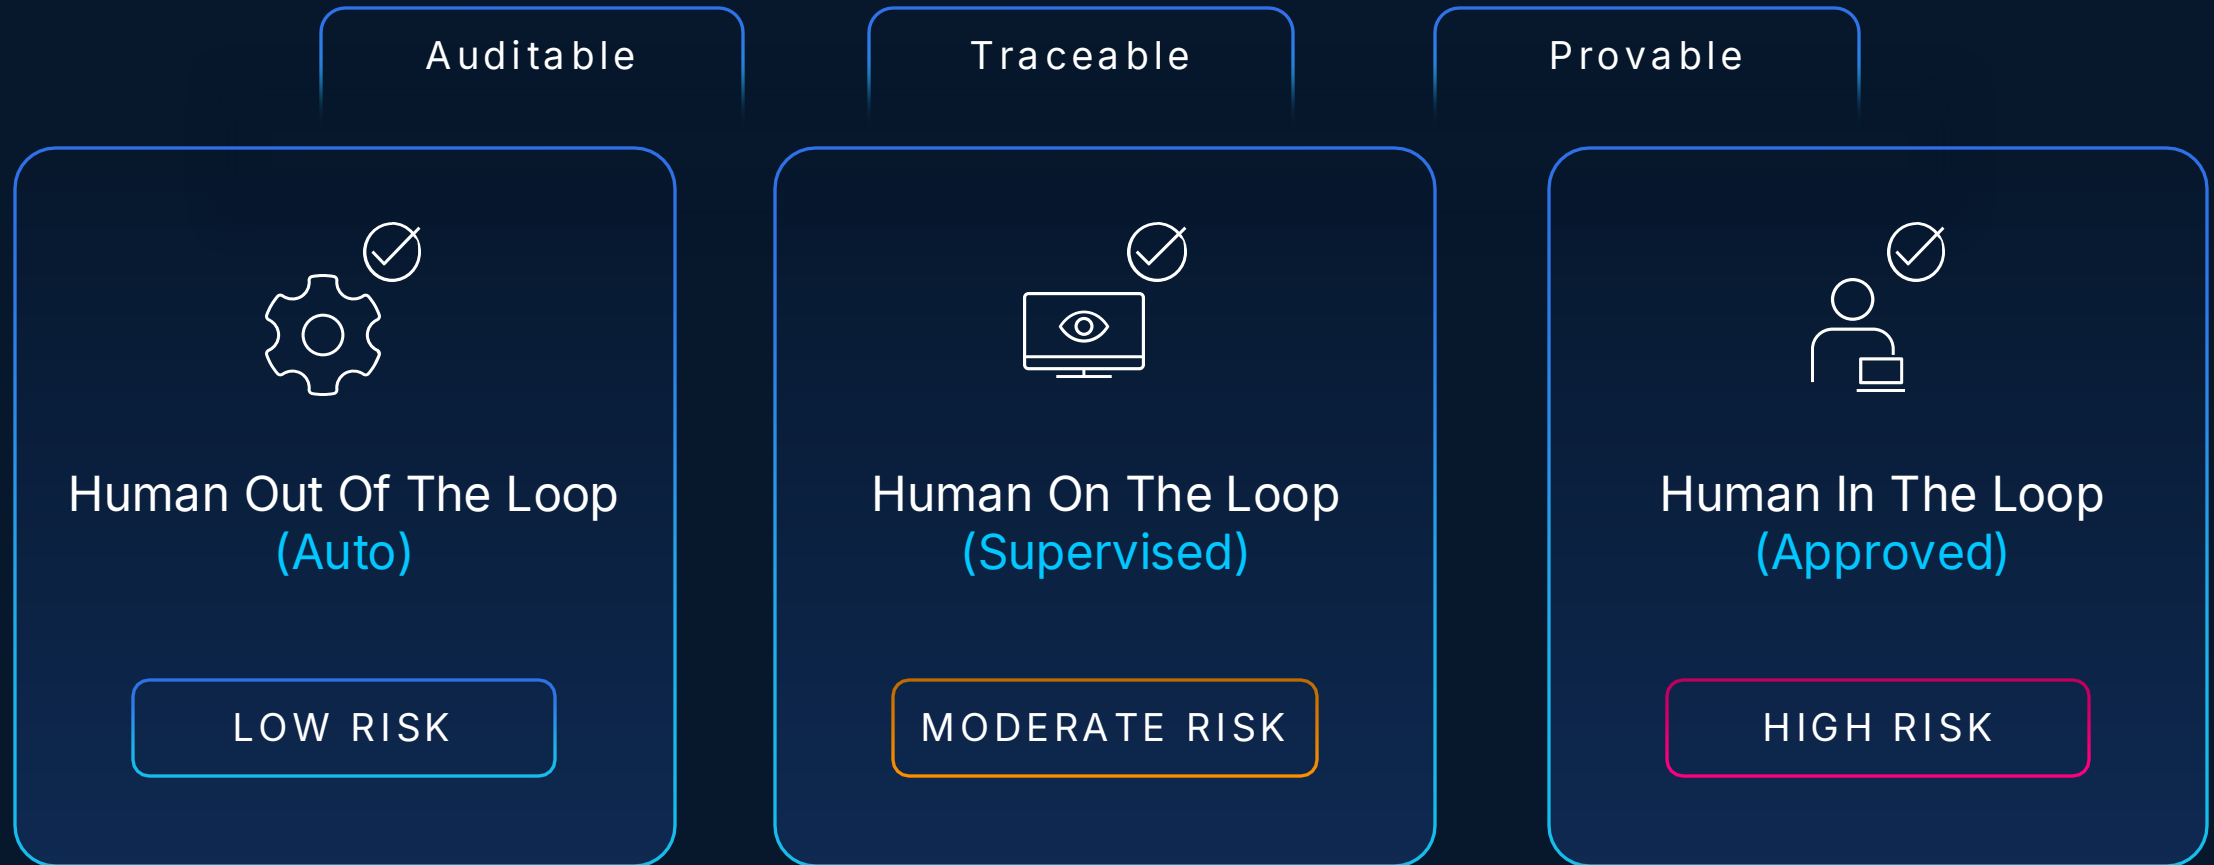 Auditable
Traceable
Provable
Human Out Of The Loop
(Auto)
LOW RISK
Human On The Loop
(Supervised)
MODERATE RISK
Human In The Loop
(Approved)
HIGH RISK